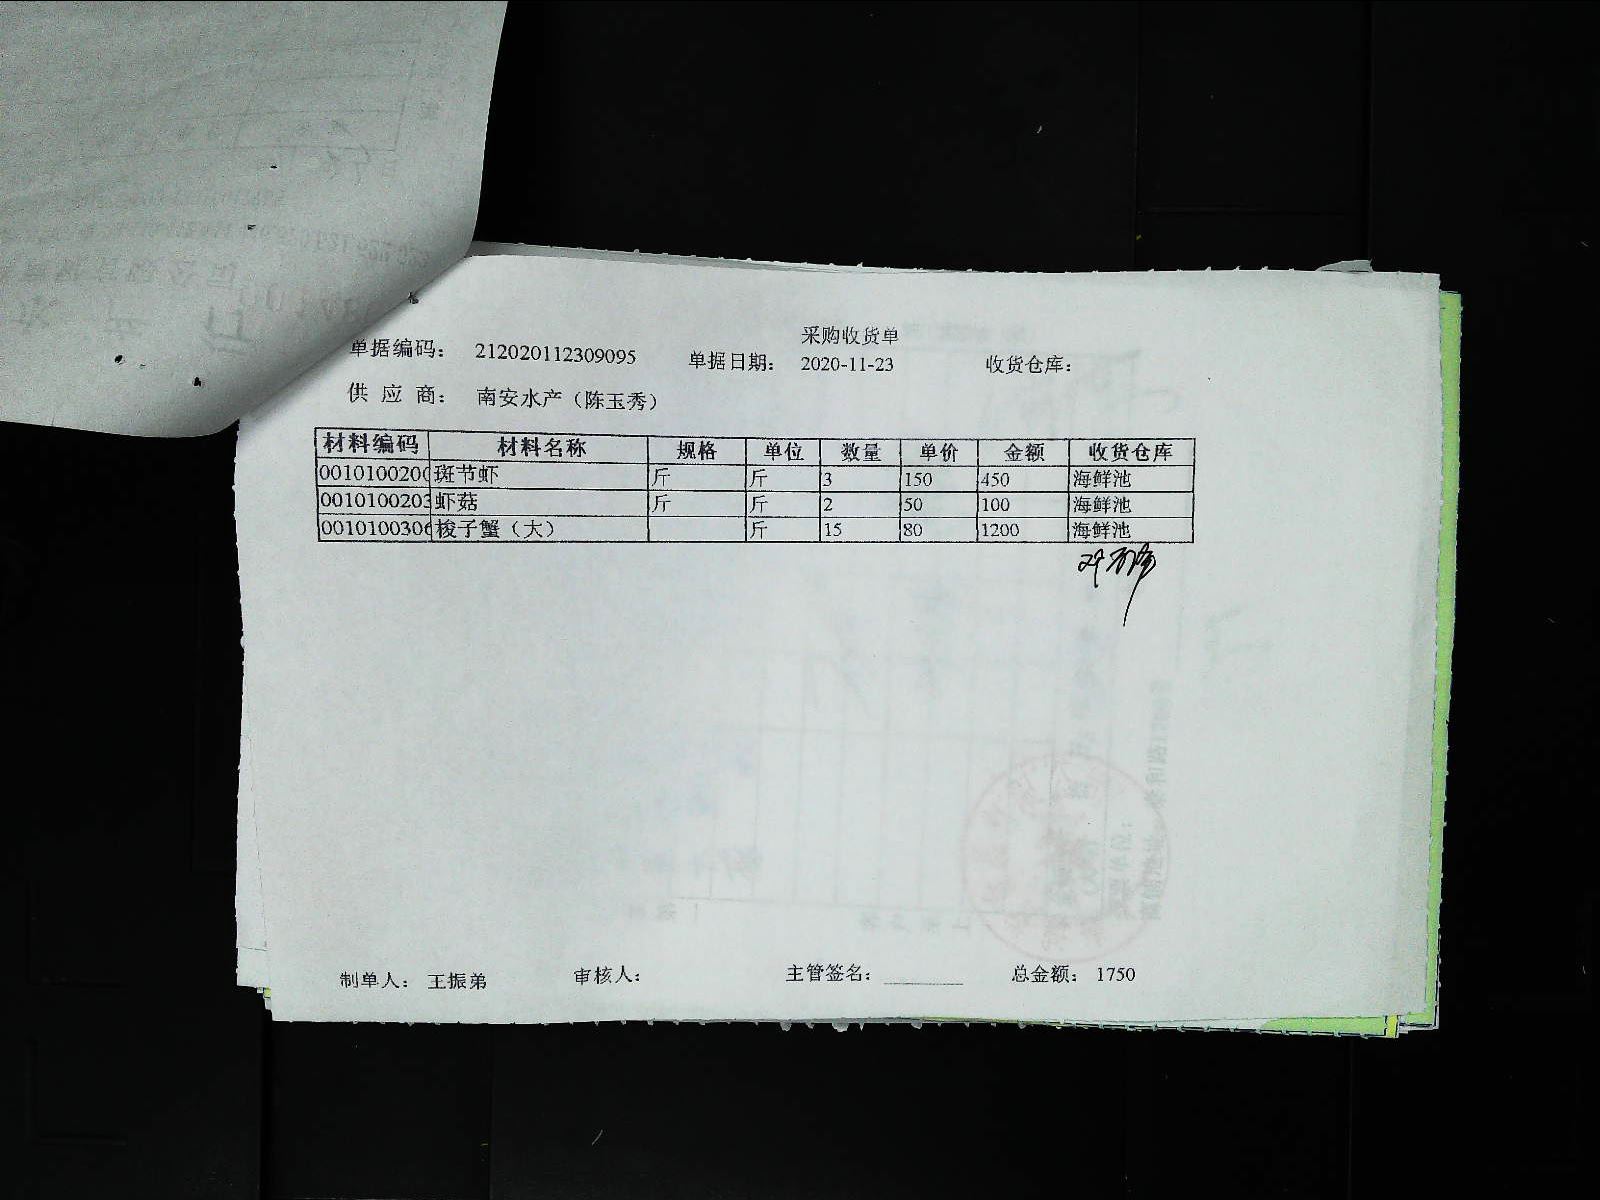 采购收货单
单据编码： 212020112309095 单据日期： 2020-11-23 收货仓库：
供 应 商： 南安水产（陈玉秀）
材料编码 材料名称 规格 单位 数量 单价 金额 收货仓库
0010100200 斑节虾 斤 斤 3 150 450 海鲜池
0010100203 虾菇 斤 斤 2 50 100 海鲜池
0010100306 梭子蟹（大） 斤 15 80 1200 海鲜池
制单人： 王振弟 审核人： 主管签名： 总金额： 1750